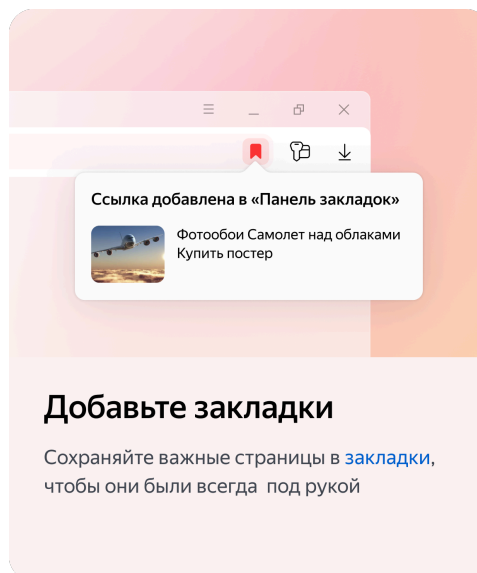 Ссылка добавлена в «Панель закладок»
Фотообои Самолет над облаками
Купить постер
Добавьте закладки
Сохраняйте важные страницы в закладки,
чтобы они были всегда под рукой